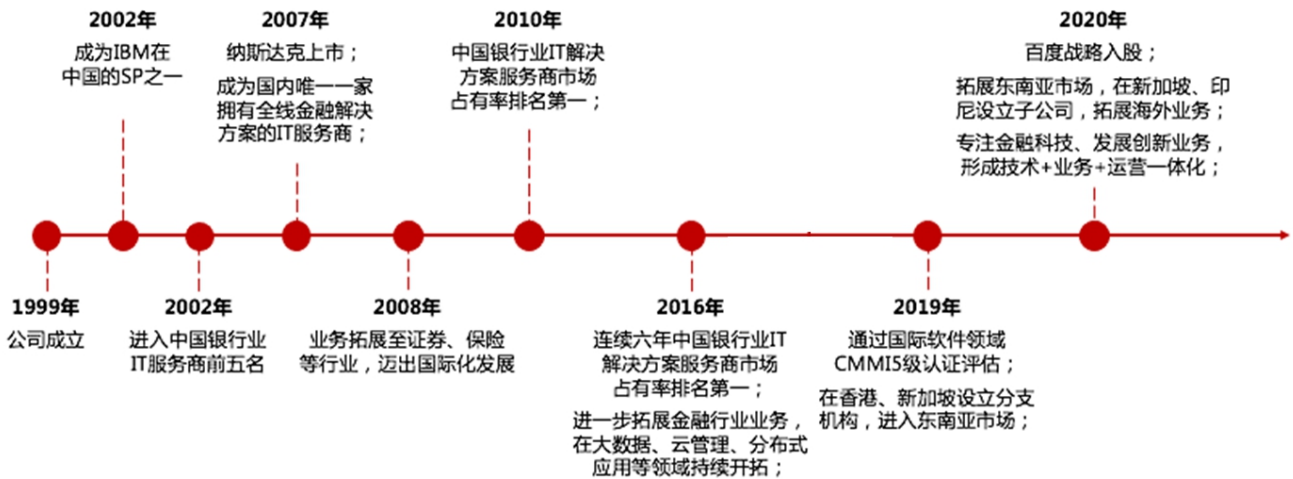 2002年
成为IBM在
中国的SP之一
2007年
纳斯达克上市；
成为国内唯一一家
拥有全线金融解决
方案的IT服务商；
2010年
中国银行业IT解决
方案服务商市场
占有率排名第一；
2020年
百度战略入股；
拓展东南亚市场，在新加坡、印
尼设立子公司，拓展海外业务；
专注金融科技、发展创新业务，
形成技术+业务+运营一体化；
1999年
公司成立
2002年
进入中国银行业
IT服务商前五名
2008年
业务拓展至证券、保险
等行业，迈出国际化发展
2016年
连续六年中国银行业IT
解决方案服务商市场
占有率排名第一；
进一步拓展金融行业业务，
在大数据、云管理、分布式
应用等领域持续开拓；
2019年
通过国际软件领域
CMMI5级认证评估；
在香港、新加坡设立分支
机构，进入东南亚市场；